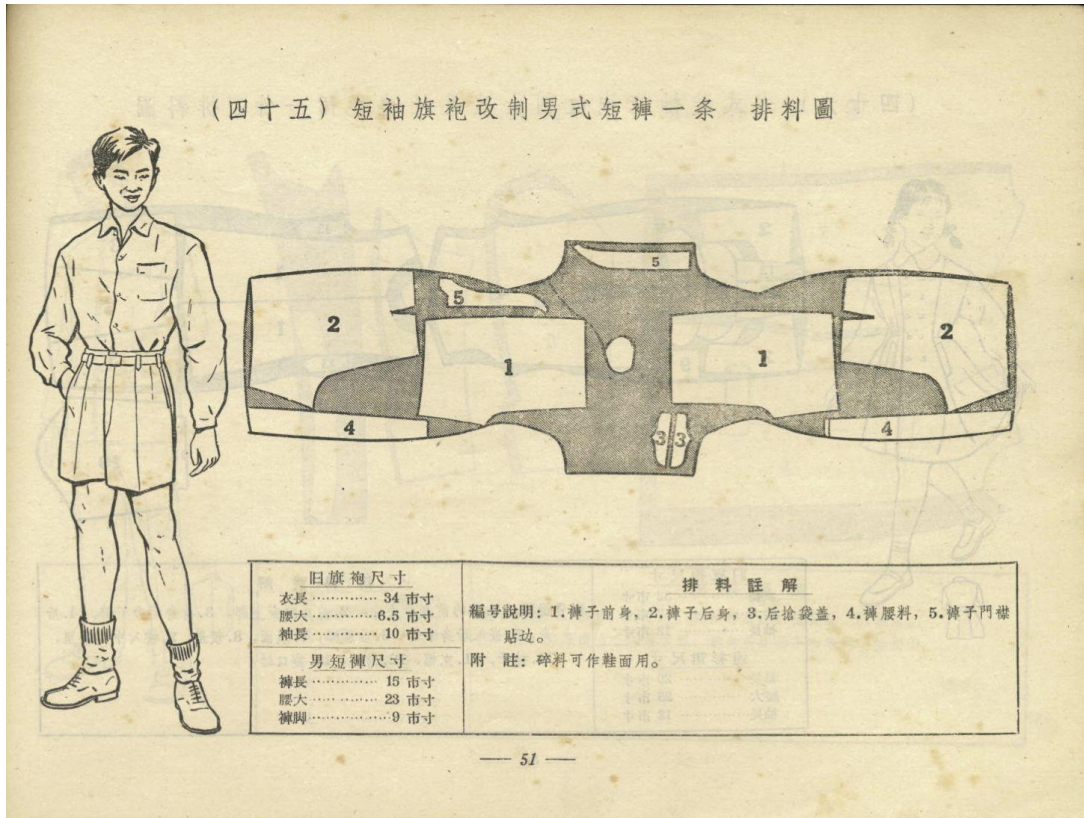 (四十五) 短袖旗袍改制男式短褲一条 排料圖
5
5
2
2
1
1
3 3
4
4
旧旗袍尺寸
衣長············34 市寸
腰大············6.5 市寸
袖長············10 市寸
男短褲尺寸
褲長············15 市寸
腰大············23 市寸
褲脚············9 市寸
排料註解
編号說明：1.褲子前身，2.褲子后身，3.后搶袋盖，4.褲腰料，5.褲子門襟
貼边。
附 註：碎料可作鞋面用。
— 51 —